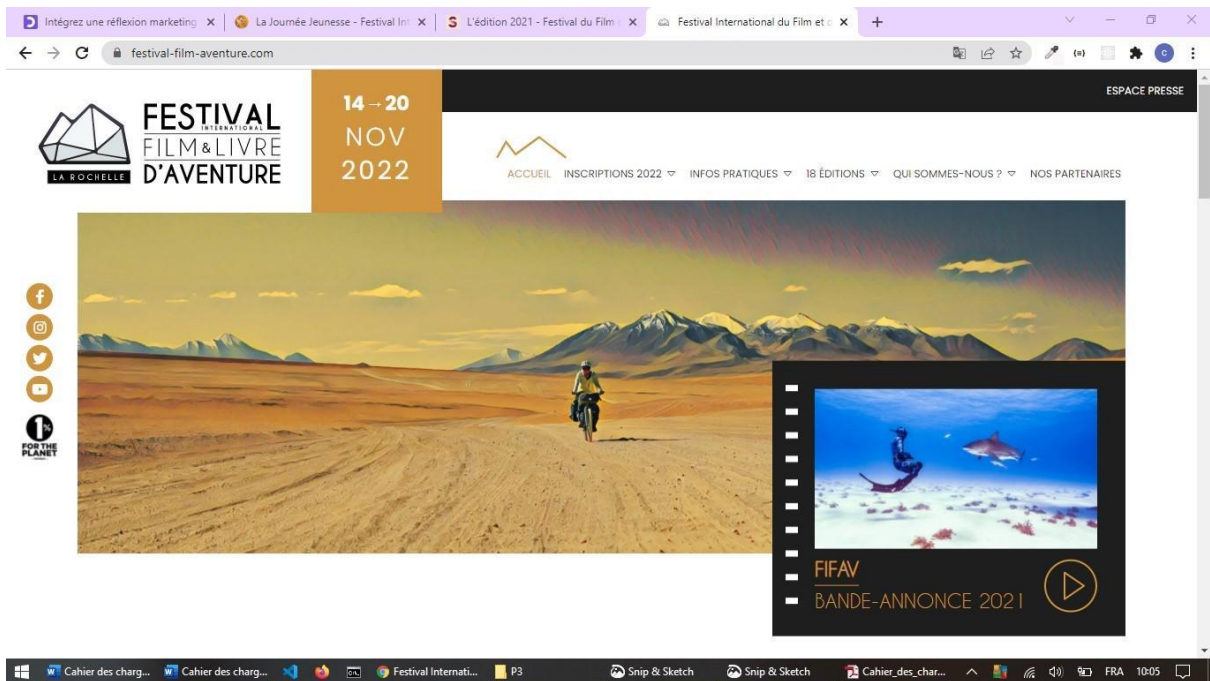 Intégrez une réflexion marketing
La Journée Jeunesse - Festival Int
L'édition 2021 - Festival du Film
Festival International du Film et
festival-film-aventure.com
C
ESPACE PRESSE
FESTIVAL
INTERNATIONAL
FILM & LIVRE
D'AVENTURE
LA ROCHELLE
14 → 20
NOV
2022
ACCUEIL INSCRIPTIONS 2022 INFOS PRATIQUES 18 ÉDITIONS QUI SOMMES-NOUS ? NOS PARTENAIRES
1%
FOR THE
PLANET
FIFAV
BANDE-ANNONCE 2021
Cahier des charg... Cahier des charg... Festival Internati... P3 Snip & Sketch Snip & Sketch Cahier_des_char... FRA 10:05